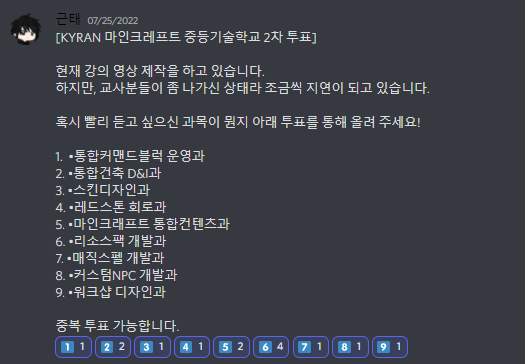 근태 07/25/2022
[KYRAN 마인크레프트 중등기술학교 2차 투표]
현재 강의 영상 제작을 하고 있습니다.
하지만, 교사분들이 좀 나가신 상태라 조금씩 지연이 되고 있습니다.
혹시 빨리 듣고 싶으신 과목이 뭔지 아래 투표를 통해 올려 주세요!
1. •통합커맨드블럭 운영과
2. •통합건축 D&I과
3. •스킨디자인과
4. •레드스톤 회로과
5. •마인크래프트 통합컨텐츠과
6. •리소스팩 개발과
7. •매직스펠 개발과
8. •커스텀NPC 개발과
9. •워크샵 디자인과
중복 투표 가능합니다.
1 1 2 2 3 1 4 1 5 2 6 4 7 1 8 1 9 1